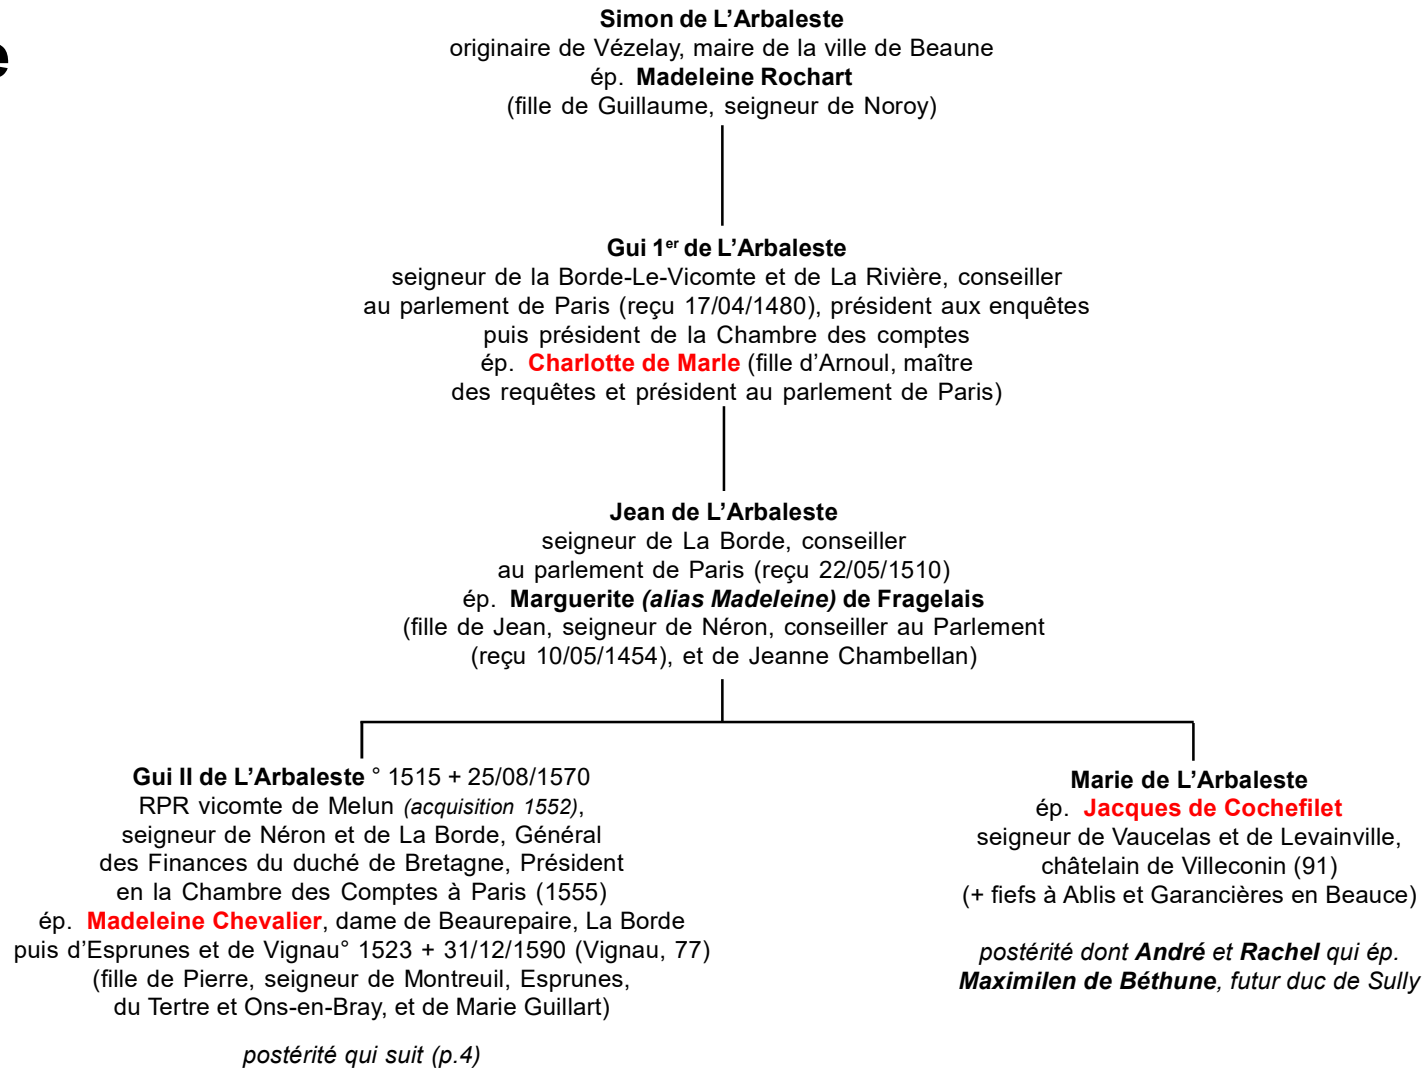 Simon de L’Arbaleste
originaire de Vézelay, maire de la ville de Beaune
ép. Madeleine Rochart
(fille de Guillaume, seigneur de Noroy)
e
Gui 1er de L’Arbaleste
seigneur de la Borde-Le-Vicomte et de La Rivière, conseiller
au parlement de Paris (reçu 17/04/1480), président aux enquêtes
puis président de la Chambre des comptes
ép. Charlotte de Marle (fille d’Arnoul, maître
des requêtes et président au parlement de Paris)
Jean de L’Arbaleste
seigneur de La Borde, conseiller
au parlement de Paris (reçu 22/05/1510)
ép. Marguerite (alias Madeleine) de Fragelais
(fille de Jean, seigneur de Néron, conseiller au Parlement
(reçu 10/05/1454), et de Jeanne Chambellan)
Gui II de L’Arbaleste ° 1515 + 25/08/1570
RPR vicomte de Melun (acquisition 1552),
seigneur de Néron et de La Borde, Général
des Finances du duché de Bretagne, Président
en la Chambre des Comptes à Paris (1555)
ép. Madeleine Chevalier, dame de Beaurepaire, La Borde
puis d’Esprunes et de Vignau° 1523 + 31/12/1590 (Vignau, 77)
(fille de Pierre, seigneur de Montreuil, Esprunes,
du Tertre et Ons-en-Bray, et de Marie Guillart)
postérité qui suit (p.4)
Marie de L’Arbaleste
ép. Jacques de Cochefilet
seigneur de Vaucelas et de Levainville,
châtelain de Villeconin (91)
(+ fiefs à Ablis et Garancières en Beauce)
postérité dont André et Rachel qui ép.
Maximilen de Béthune, futur duc de Sully